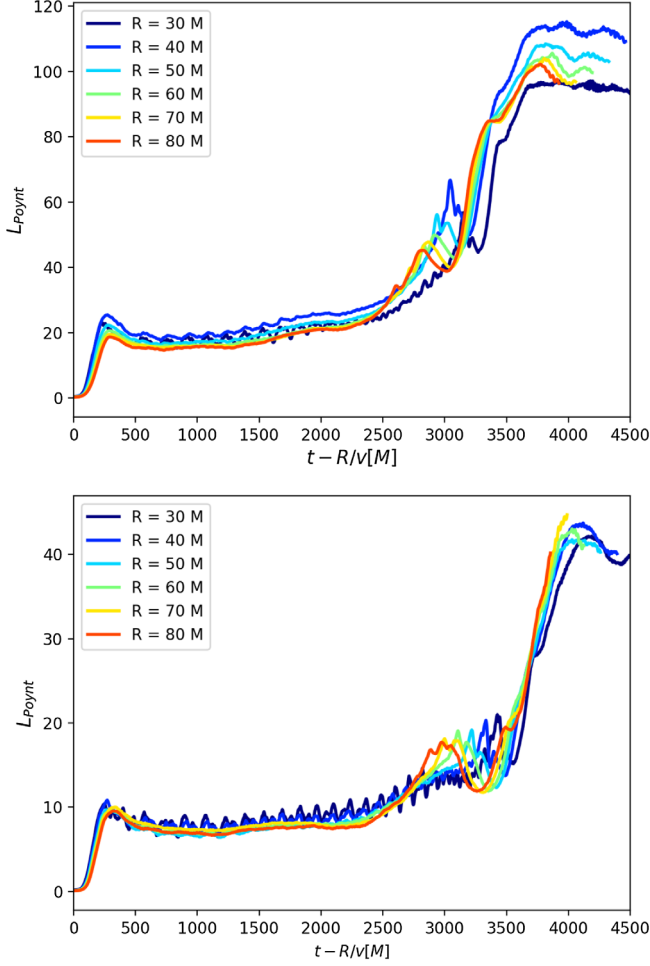 120
100
80
60
40
20
0
L_Poynt
R = 30 M
R = 40 M
R = 50 M
R = 60 M
R = 70 M
R = 80 M
0 500 1000 1500 2000 2500 3000 3500 4000 4500
t − R/v[M]
40
30
20
10
0
L_Poynt
R = 30 M
R = 40 M
R = 50 M
R = 60 M
R = 70 M
R = 80 M
0 500 1000 1500 2000 2500 3000 3500 4000 4500
t − R/v[M]